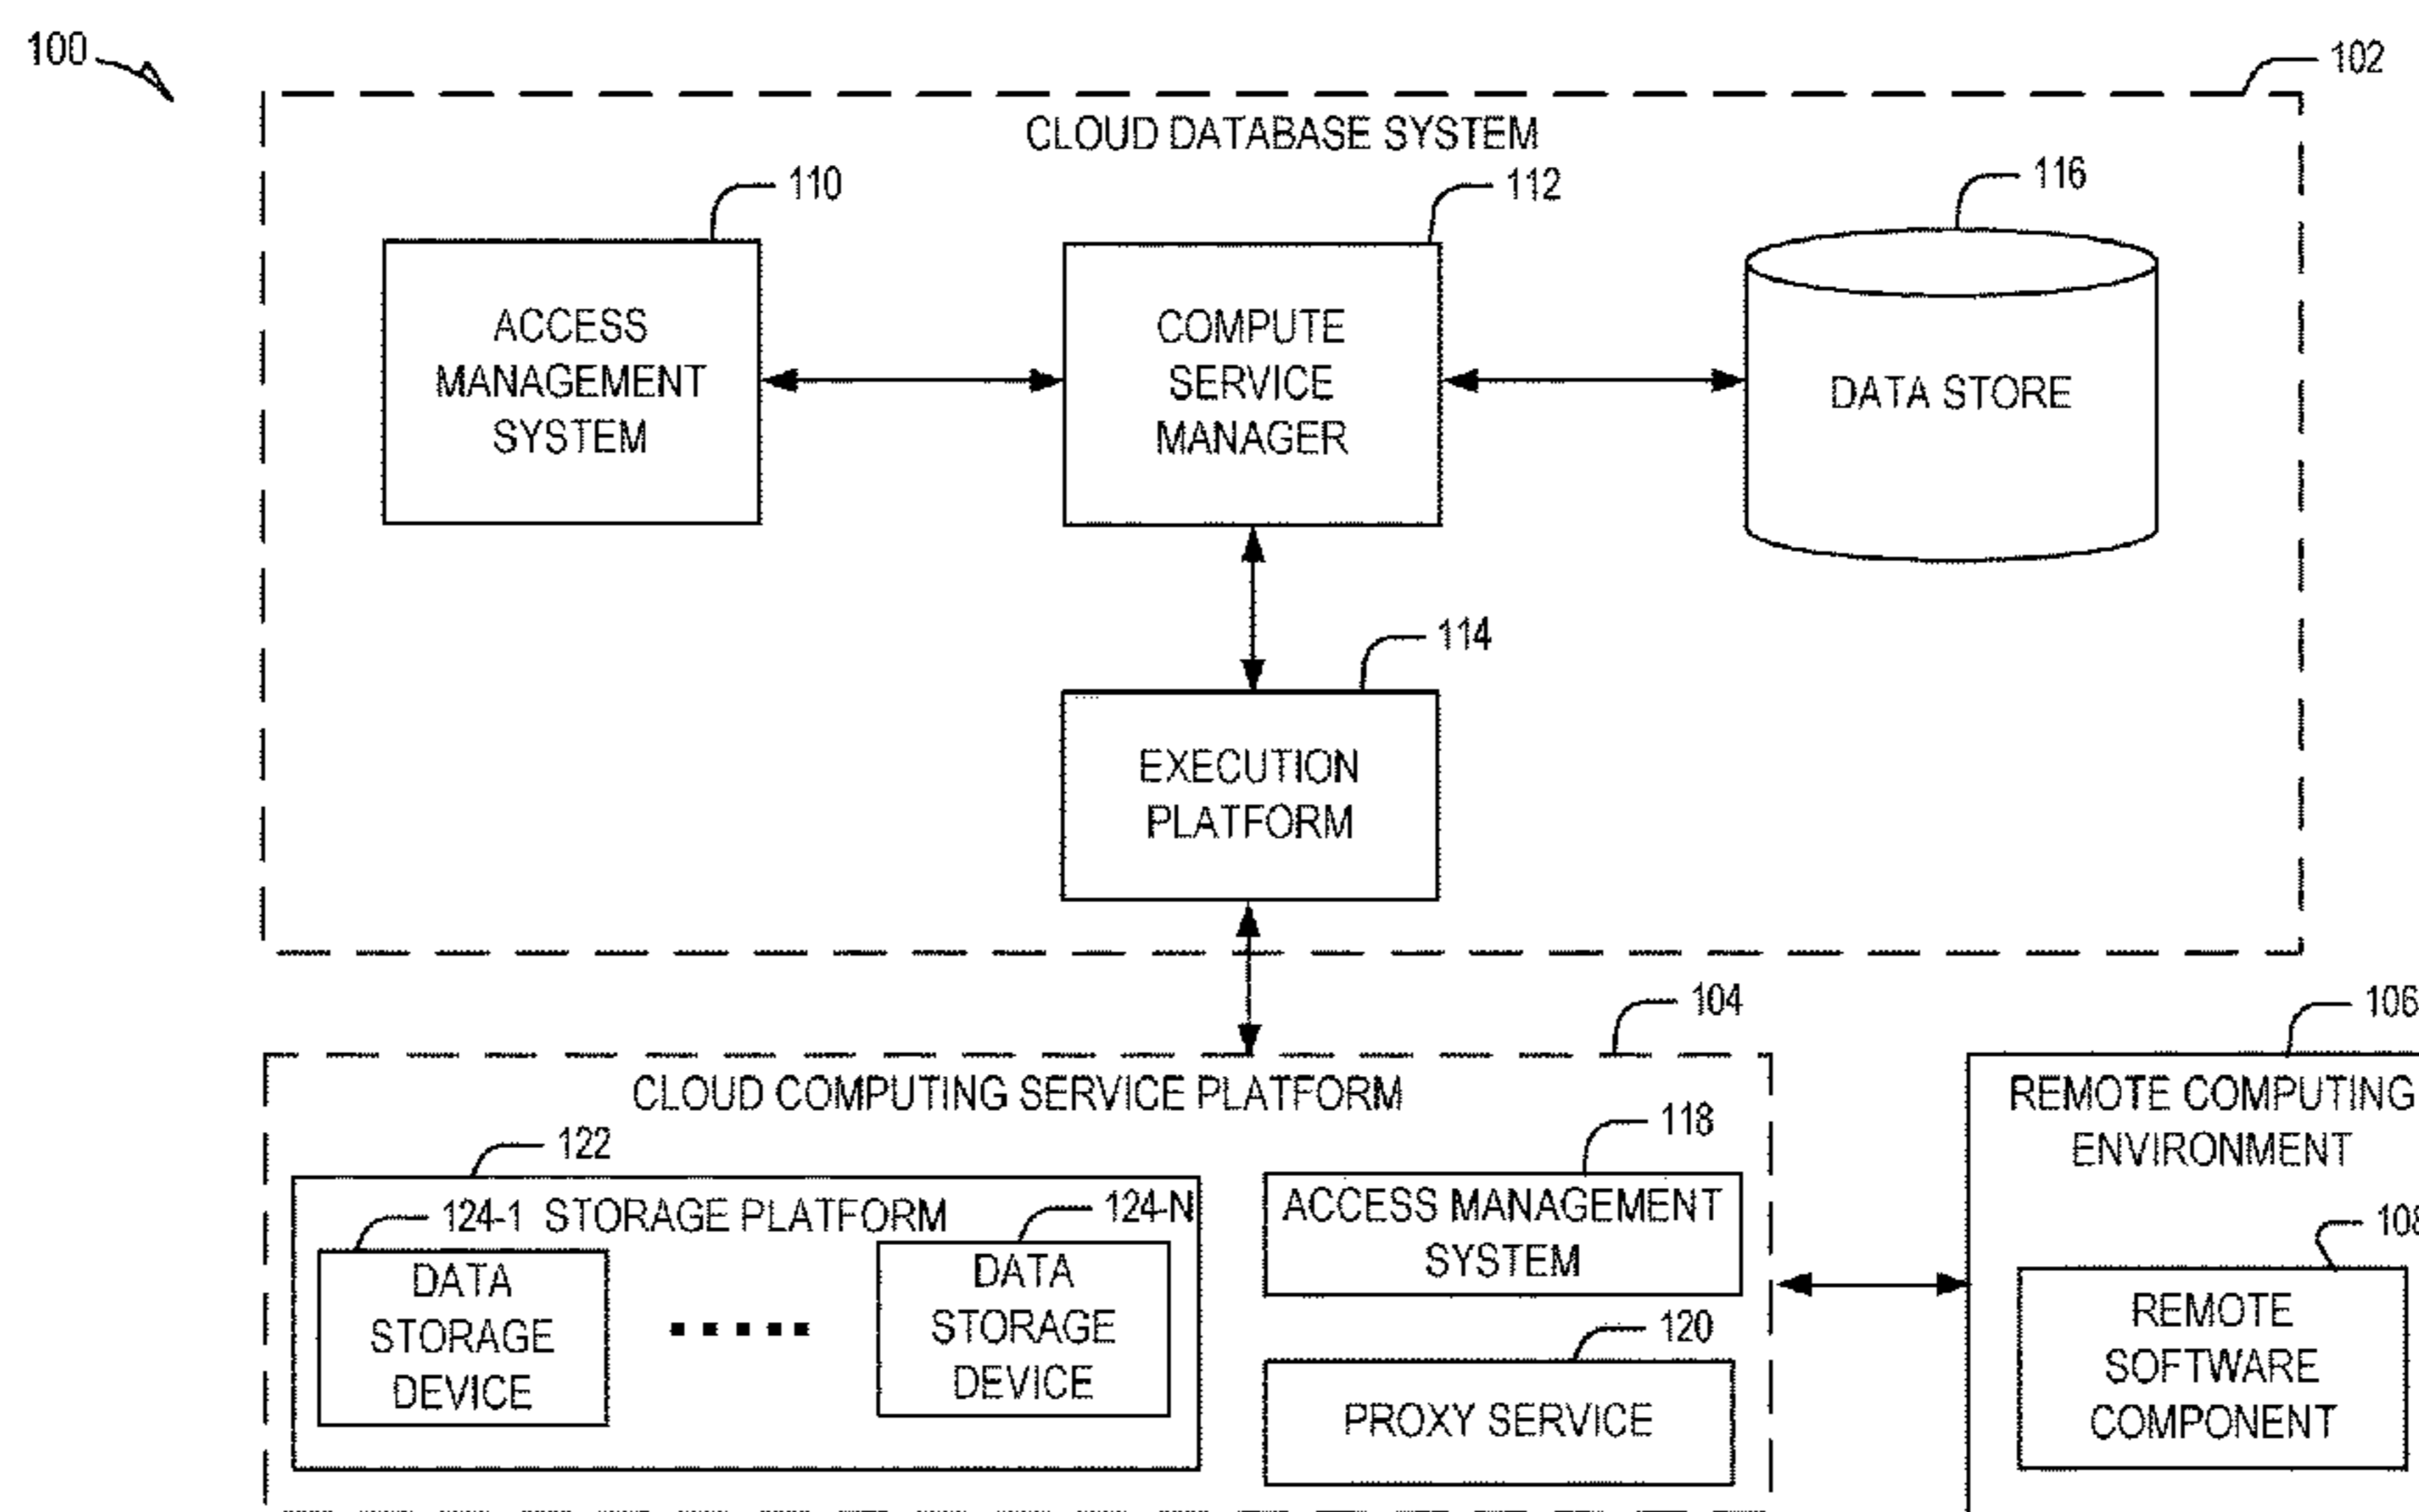 100
102
CLOUD DATABASE SYSTEM
110
112
116
ACCESS
MANAGEMENT
SYSTEM
COMPUTE
SERVICE
MANAGER
DATA STORE
114
EXECUTION
PLATFORM
104
106
CLOUD COMPUTING SERVICE PLATFORM
REMOTE COMPUTING
ENVIRONMENT
122
118
124-1 STORAGE PLATFORM
124-N
DATA
STORAGE
DEVICE
DATA
STORAGE
DEVICE
ACCESS MANAGEMENT
SYSTEM
120
PROXY SERVICE
108
REMOTE
SOFTWARE
COMPONENT